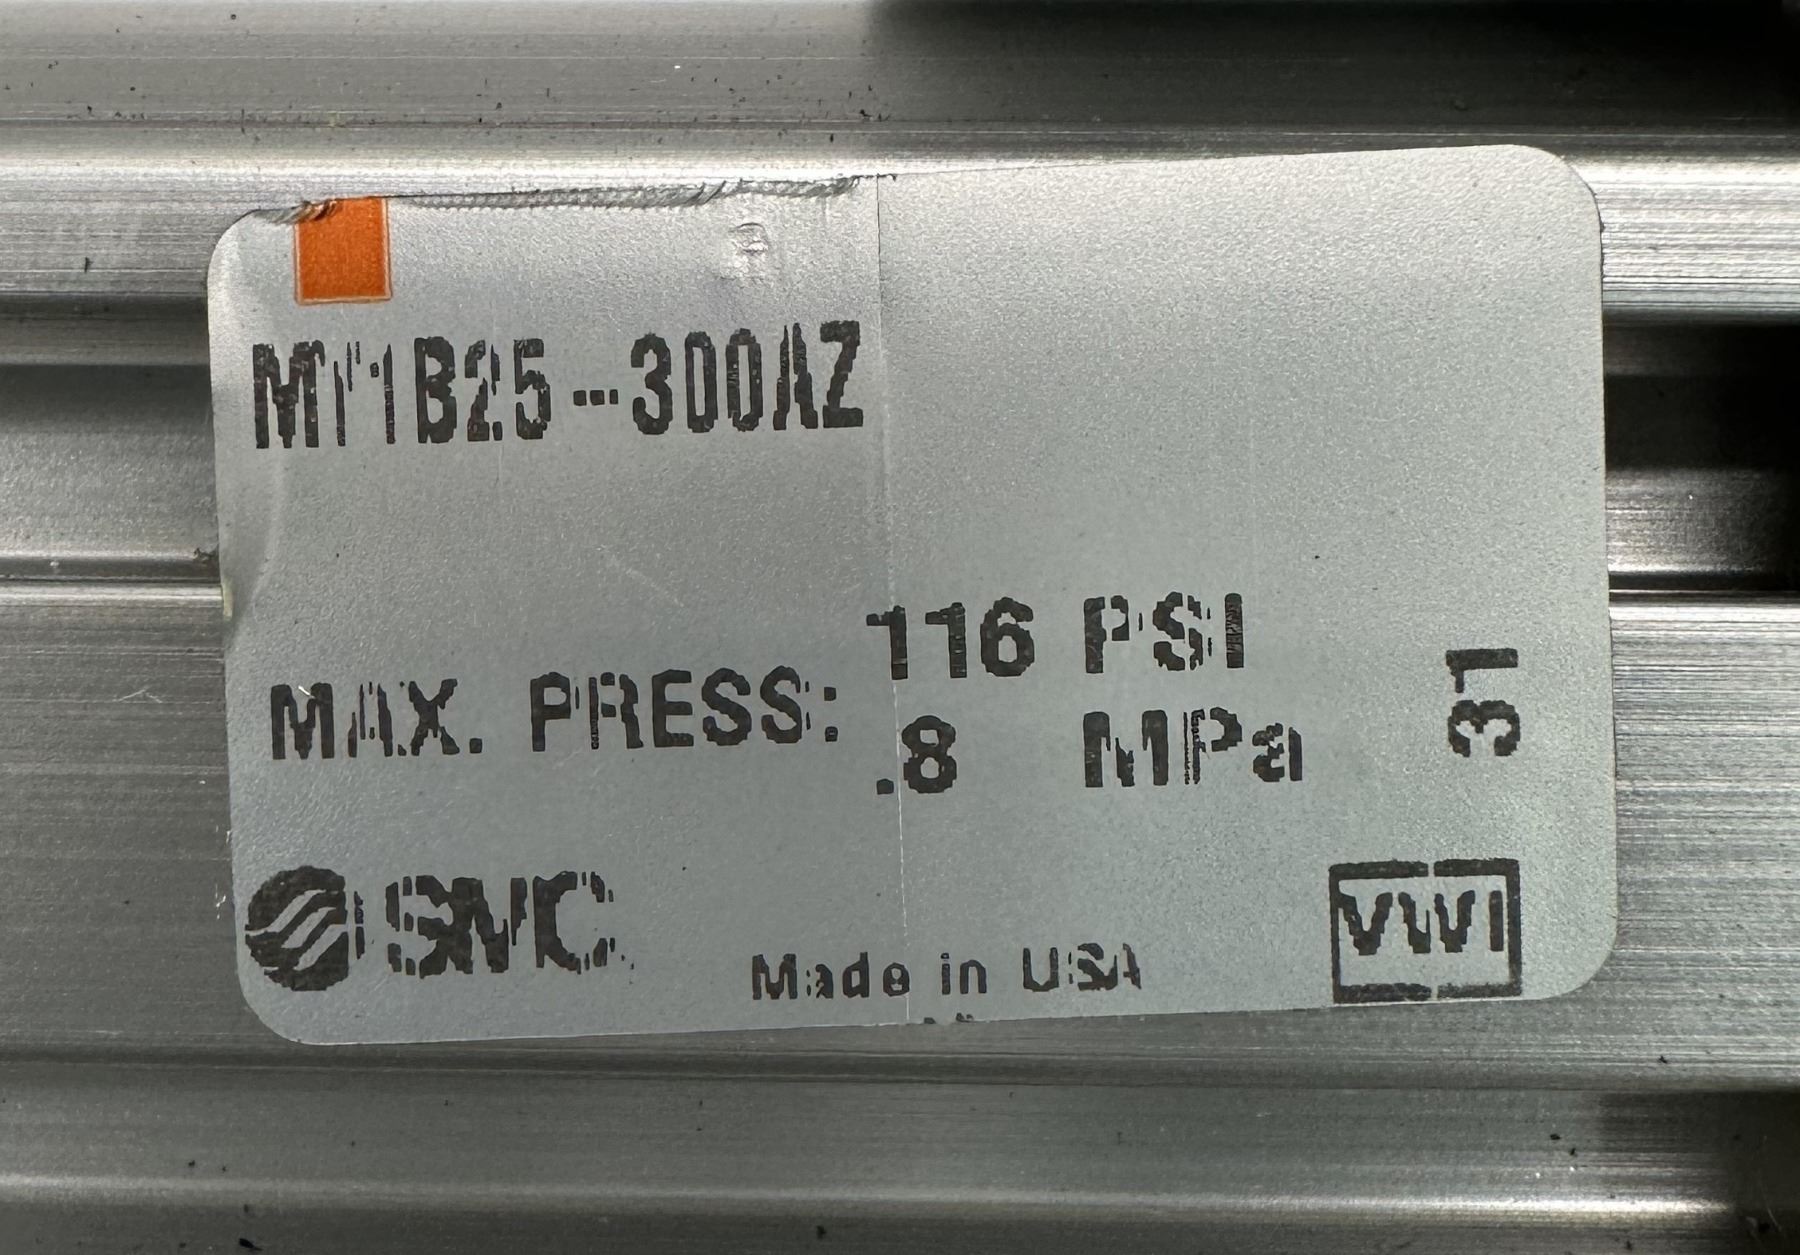 MY1B25-300AZ
MAX. PRESS: 116 PSI
.8 MPa
31
SMC
Made in USA
VWI